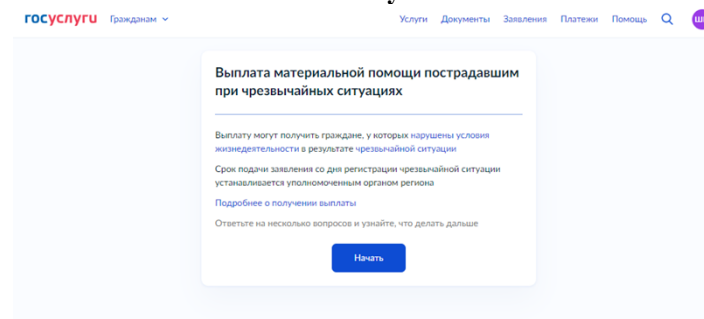 госуслуги Гражданам Услуги Документы Заявления Платежи Помощь
Выплата материальной помощи пострадавшим
при чрезвычайных ситуациях
Выплату могут получить граждане, у которых нарушены условия
жизнедеятельности в результате чрезвычайной ситуации
Срок подачи заявления со дня регистрации чрезвычайной ситуации
устанавливается уполномоченным органом региона
Подробнее о получении выплаты
Ответьте на несколько вопросов и узнайте, что делать дальше
Начать